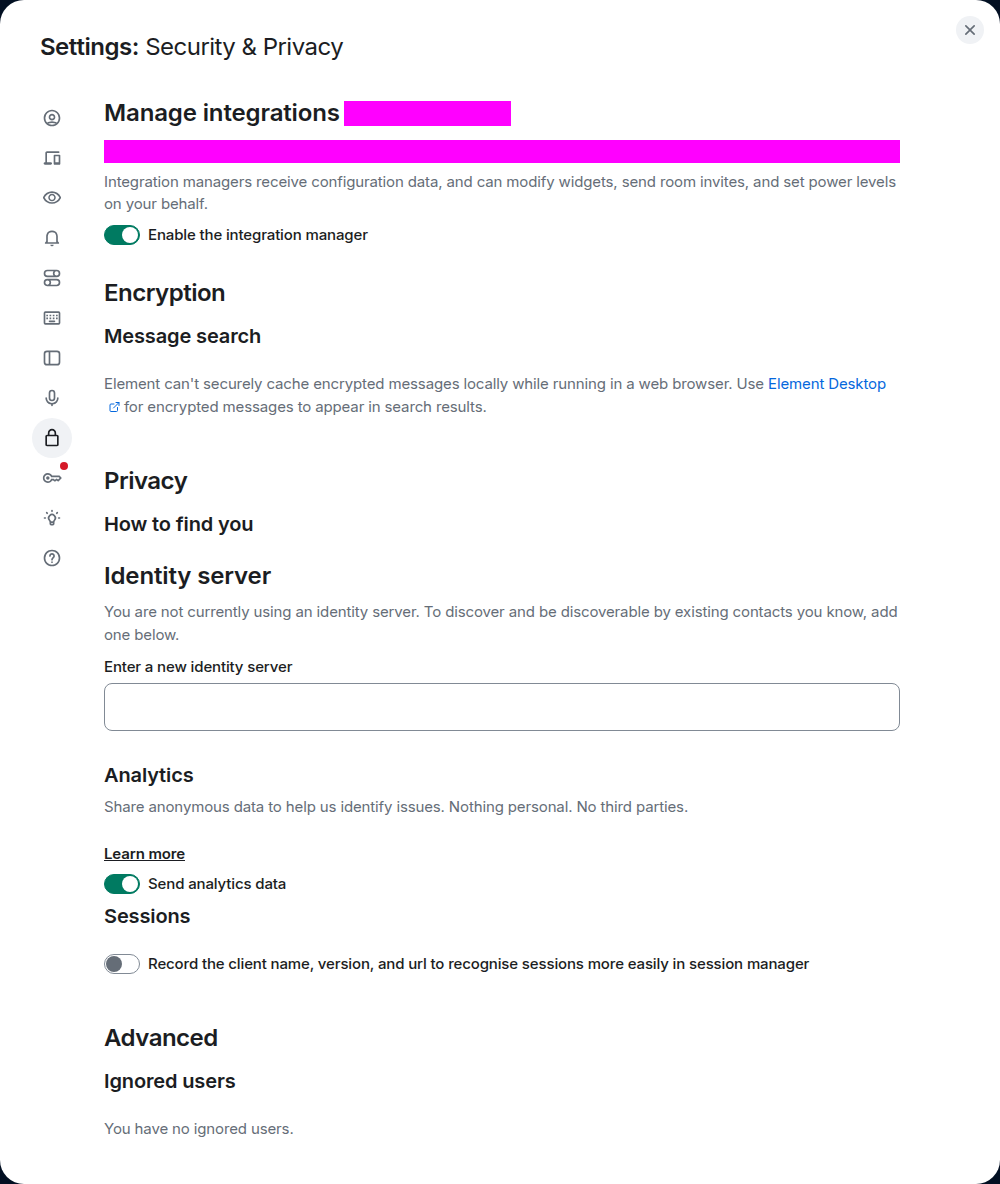 Settings: Security & Privacy
Manage integrations
Integration managers receive configuration data, and can modify widgets, send room invites, and set power levels
on your behalf.
Enable the integration manager
Encryption
Message search
Element can't securely cache encrypted messages locally while running in a web browser. Use Element Desktop
for encrypted messages to appear in search results.
Privacy
How to find you
Identity server
You are not currently using an identity server. To discover and be discoverable by existing contacts you know, add
one below.
Enter a new identity server
Analytics
Share anonymous data to help us identify issues. Nothing personal. No third parties.
Learn more
Send analytics data
Sessions
Record the client name, version, and url to recognise sessions more easily in session manager
Advanced
Ignored users
You have no ignored users.